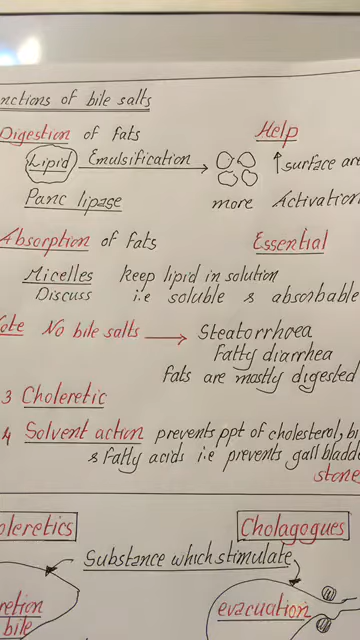 nctions of bile salts
Digestion of fats Help
Lipid Emulsification → ↑surface are
Panc lipase more Activation
Absorption of fats Essential
Micelles keep lipid in solution
Discuss i.e soluble & absorbable
ote No bile salts → Steatorrhoea
Fatty diarrhea
fats are mostly digested
3 Choleretic
4 Solvent action prevents ppt of cholesterol, bi
& fatty acids i.e prevents gall bladde
stone
oleretics Cholagogues
Substance which stimulate
retion evacuation
bile